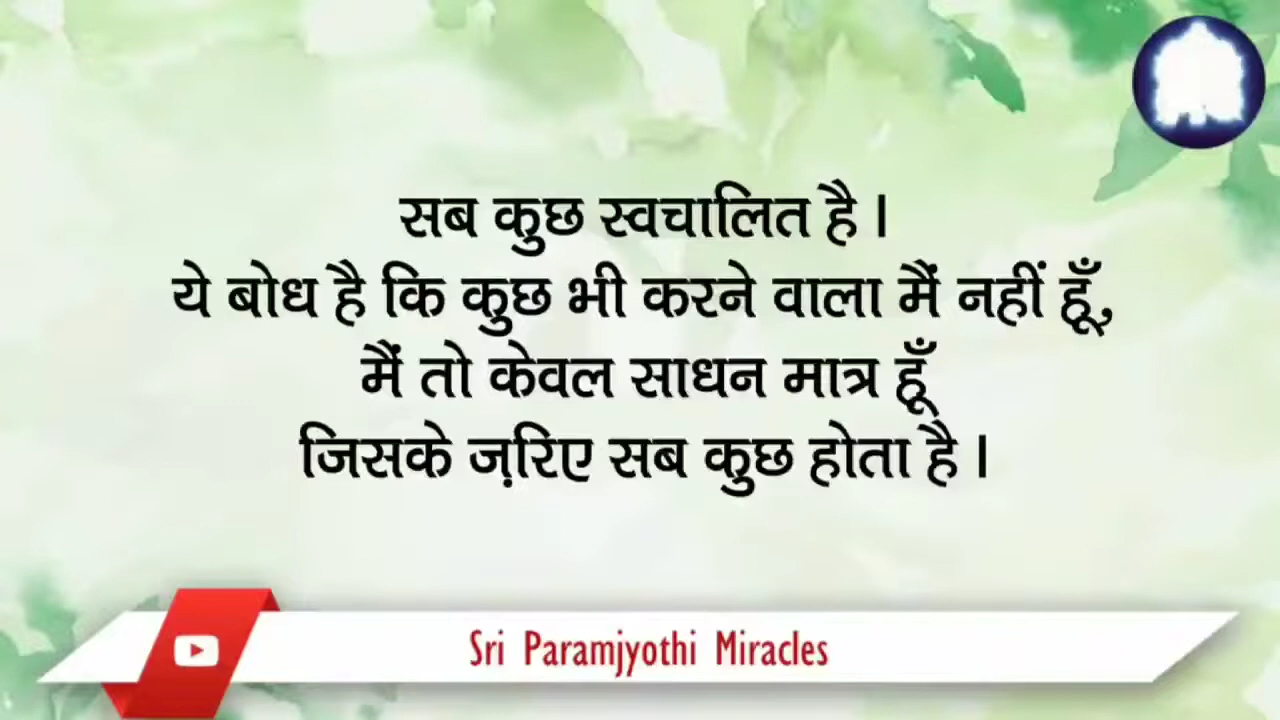 सब कुछ स्वचालित है ।
ये बोध है कि कुछ भी करने वाला मैं नहीं हूँ,
मैं तो केवल साधन मात्र हूँ
जिसके ज़रिए सब कुछ होता है ।
Sri Paramjyothi Miracles